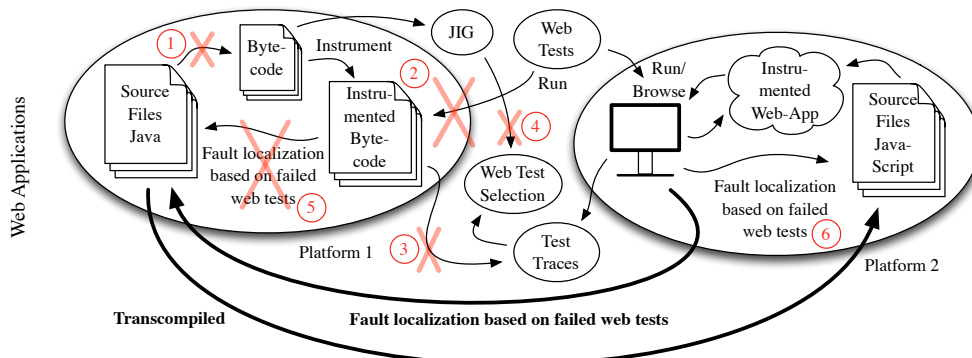 Web Applications
1
Byte-
code
Instrument
JIG
Web
Tests
Run
2
Source
Files
Java
Instru-
mented
Byte-
code
Fault localization
based on failed
web tests
5
Platform 1
3
4
Web Test
Selection
Test
Traces
Run/
Browse
Instru-
mented
Web-App
Source
Files
Java-
Script
Fault localization
based on failed
web tests
6
Platform 2
Transcompiled
Fault localization based on failed web tests